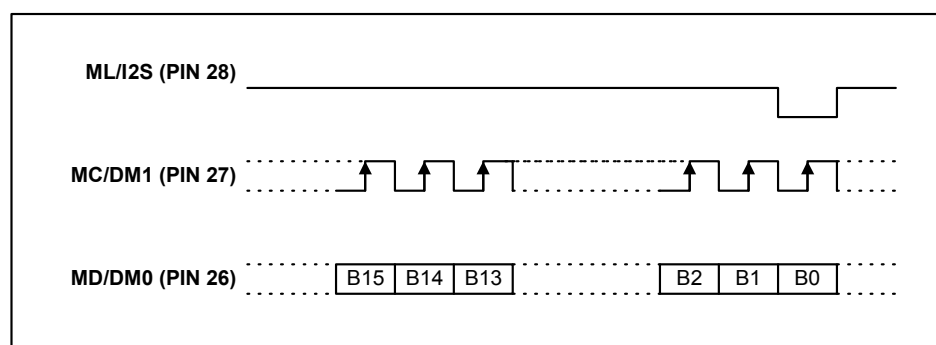 ML/I2S (PIN 28)
MC/DM1 (PIN 27)
MD/DM0 (PIN 26) B15 B14 B13 B2 B1 B0